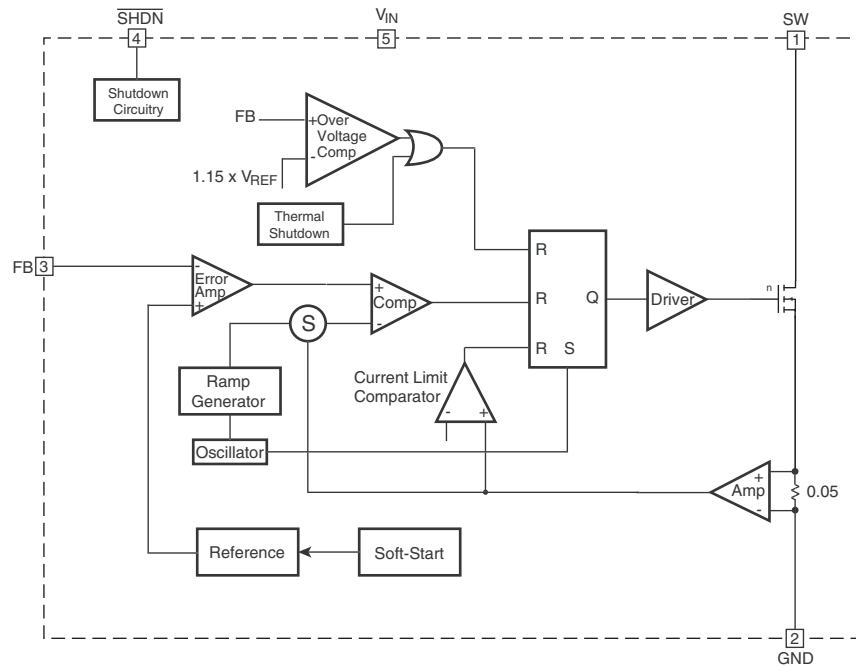 SHDN
4
VIN
5
SW
1
Shutdown
Circuitry
FB
+Over
Voltage
- Comp
1.15 x VREF
Thermal
Shutdown
FB 3
-
Error
Amp
+
+
Comp
-
S
Ramp
Generator
Oscillator
Current Limit
Comparator
- +
R
R
R S
Q
Driver
n
+
Amp
-
0.05
Reference
Soft-Start
2
GND